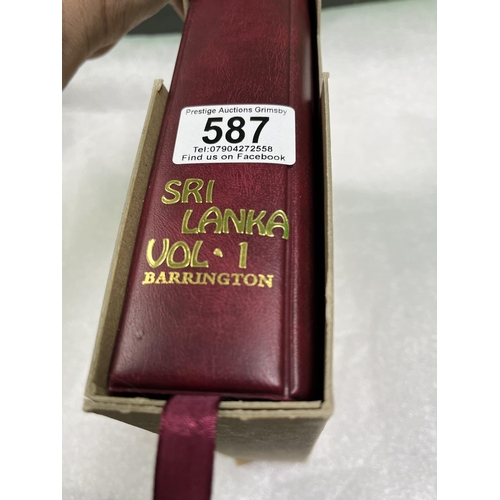 Prestige Auctions Grimsby
587
Tel:07904272558
Find us on Facebook
SRI
LANKA
VOL·1
BARRINGTON